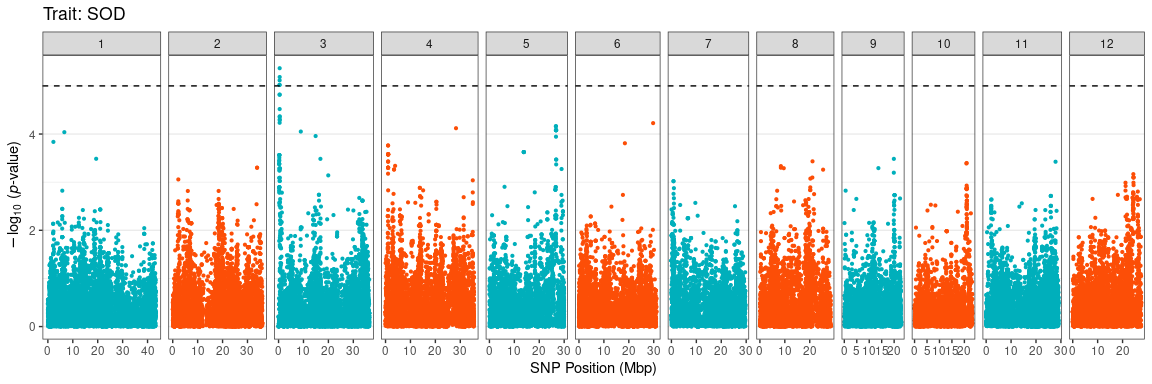 Trait: SOD
1 2 3 4 5 6 7 8 9 10 11 12
−log10 (p-value)
4
2
0
0 10 20 30 40 0 10 20 30 0 10 20 30 0 10 20 30 0 10 20 30 0 10 20 30 0 10 20 30 0 10 20 0 5 10 15 20 0 5 10 15 20 0 10 20 30 0 10 20
SNP Position (Mbp)